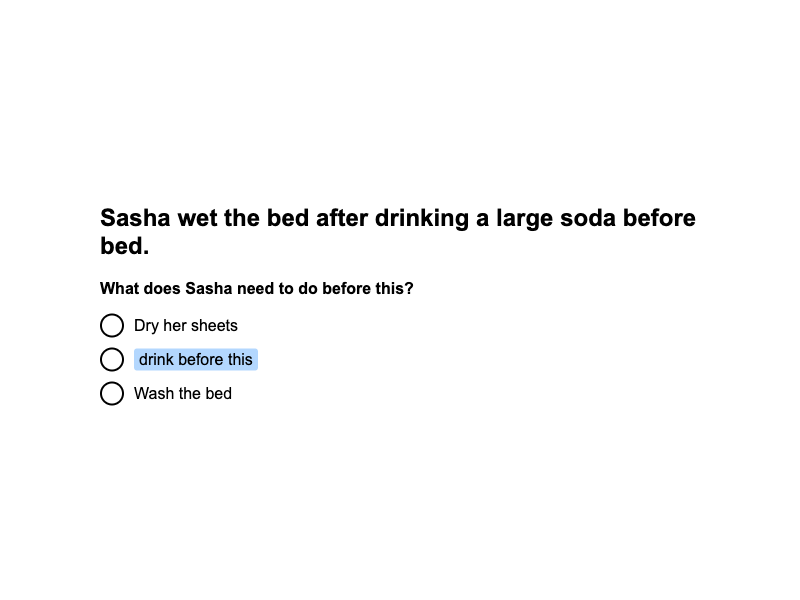 Sasha wet the bed after drinking a large soda before
bed.
What does Sasha need to do before this?
Dry her sheets
drink before this
Wash the bed